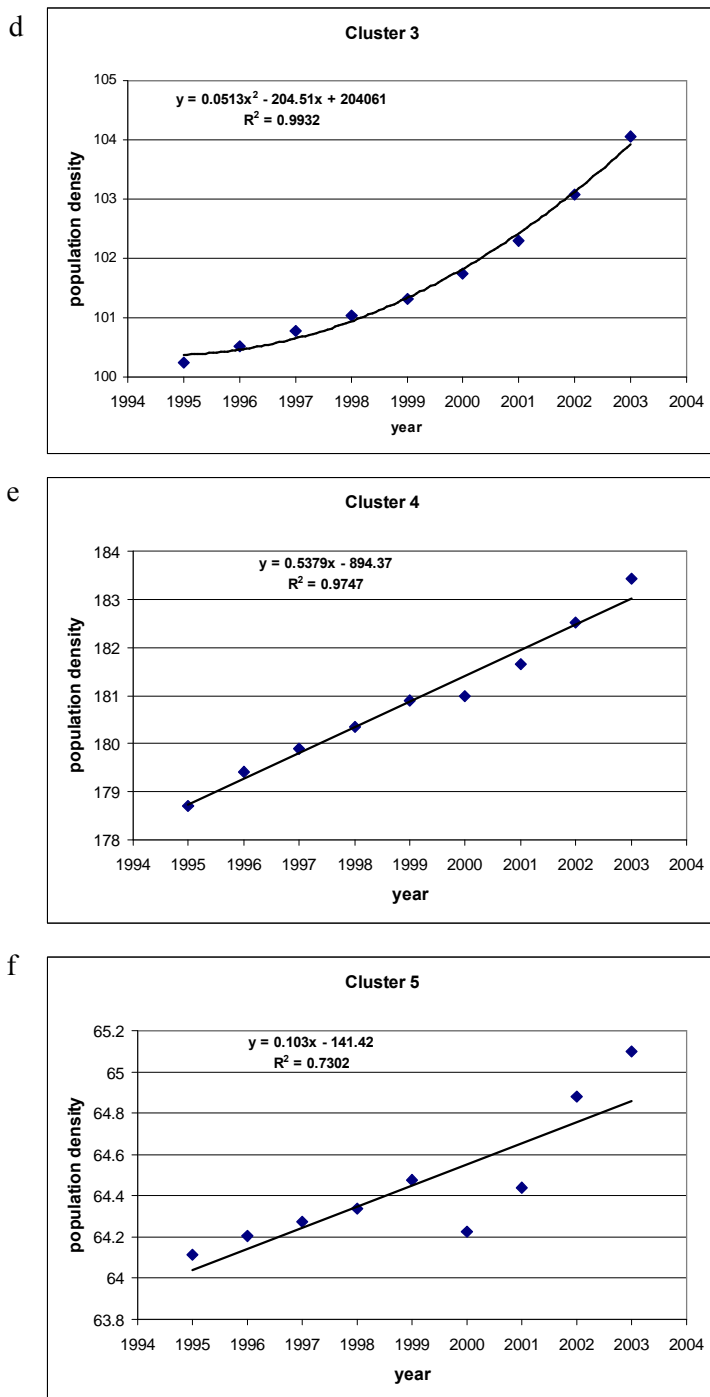 d
Cluster 3
y = 0.0513x² - 204.51x + 204061
R² = 0.9932
105
104
103
102
101
100
population density
1994 1995 1996 1997 1998 1999 2000 2001 2002 2003 2004
year
e
Cluster 4
y = 0.5379x - 894.37
R² = 0.9747
184
183
182
181
180
179
178
population density
1994 1995 1996 1997 1998 1999 2000 2001 2002 2003 2004
year
f
Cluster 5
y = 0.103x - 141.42
R² = 0.7302
65.2
65
64.8
64.6
64.4
64.2
64
63.8
population density
1994 1995 1996 1997 1998 1999 2000 2001 2002 2003 2004
year